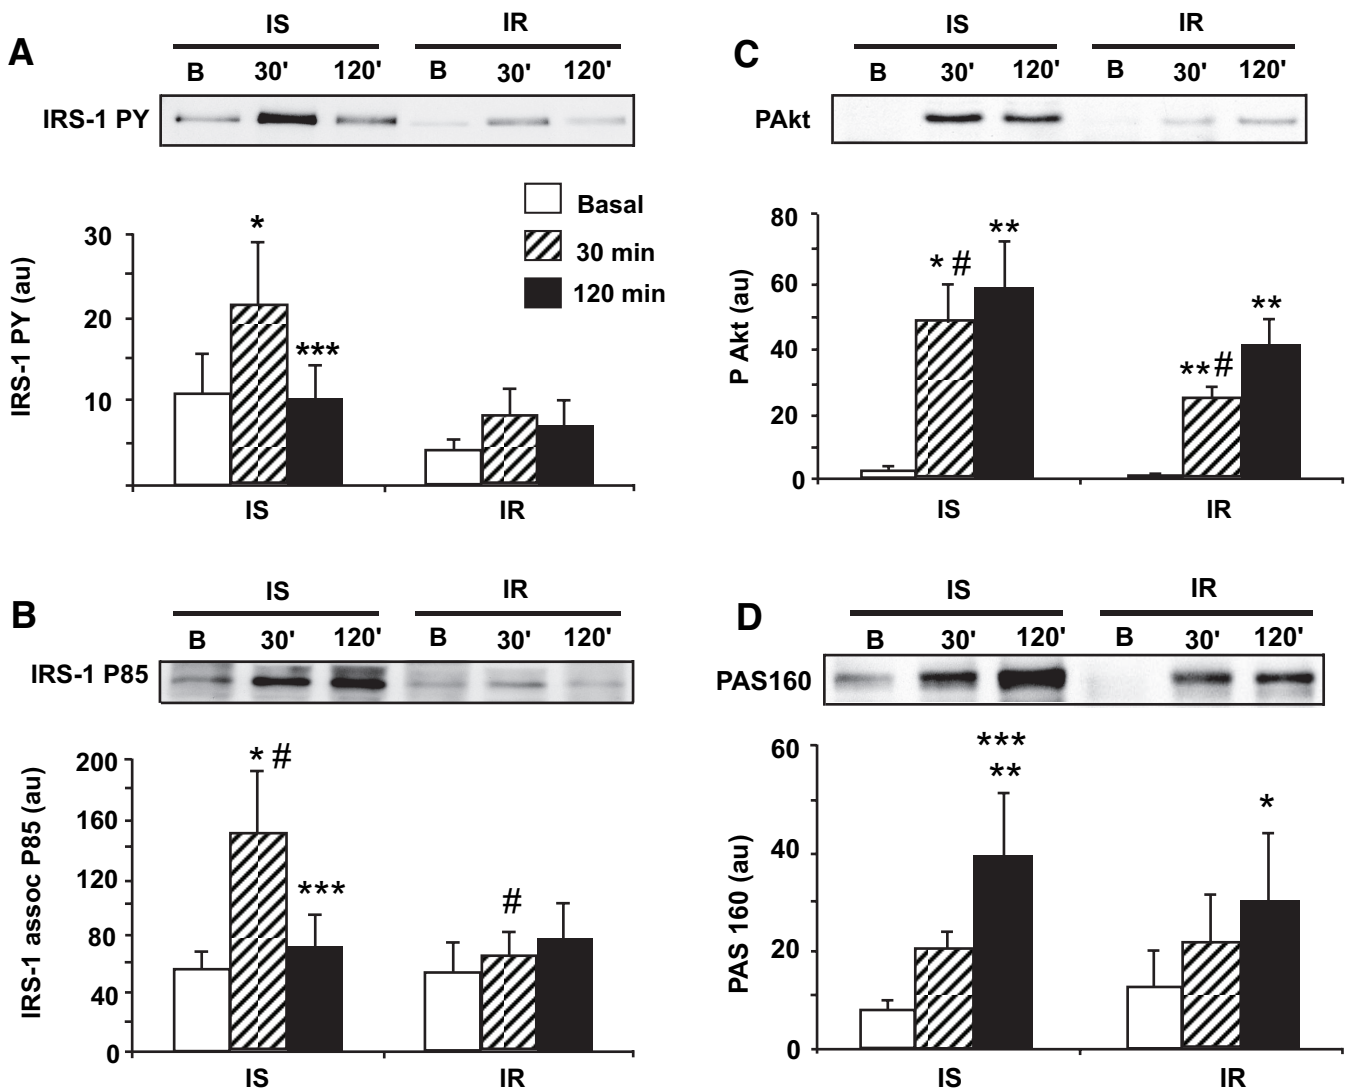 A
IS IR
B 30' 120' B 30' 120'
IRS-1 PY
Basal
30 min
120 min
IRS-1 PY (au)
30
20
10
*
***
IS IR
C
IS IR
B 30' 120' B 30' 120'
PAkt
P Akt (au)
80
60
40
20
0
* #
**
**#
**
IS IR
B
IS IR
B 30' 120' B 30' 120'
IRS-1 P85
IRS-1 assoc P85 (au)
200
160
120
80
40
0
* #
***
#
IS IR
D
IS IR
B 30' 120' B 30' 120'
PAS160
PAS 160 (au)
60
40
20
0
***
**
*
IS IR